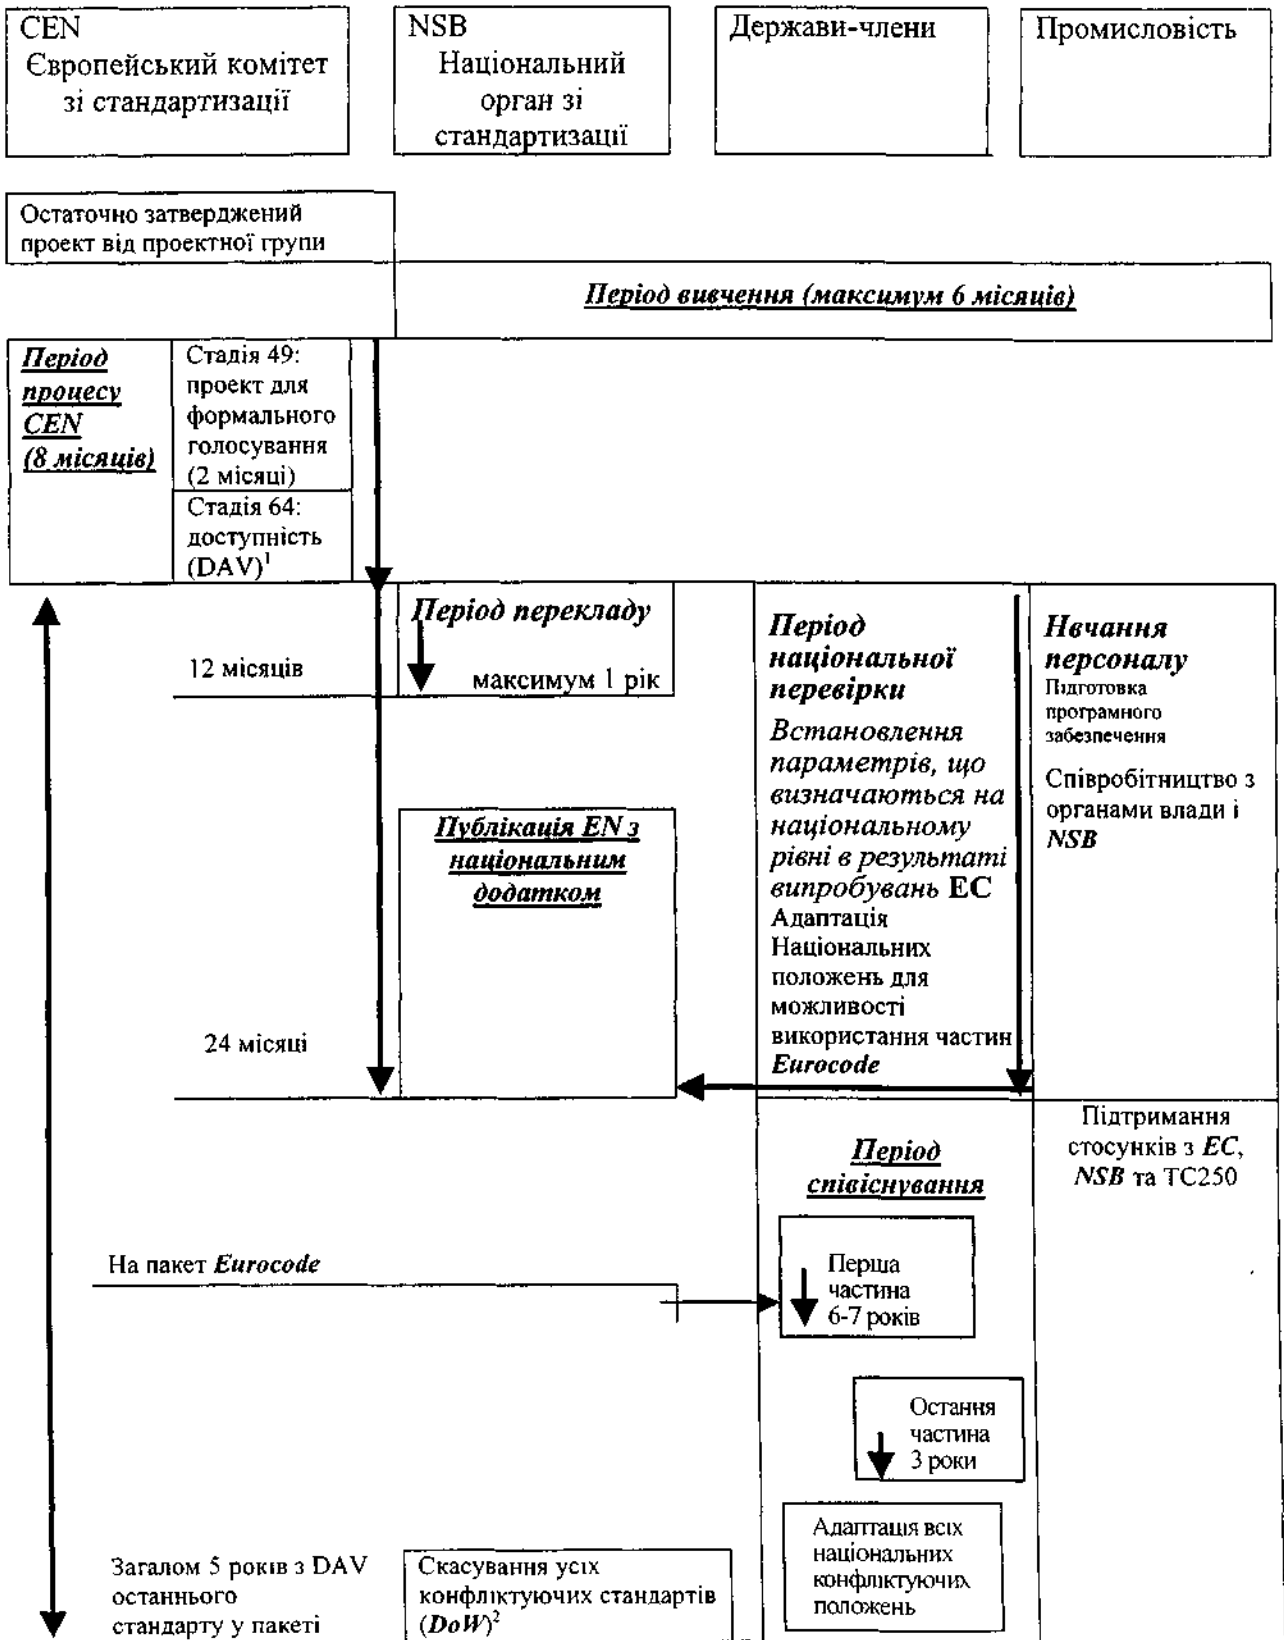 CEN
Європейський комітет
зі стандартизації
NSB
Національний
орган зі
стандартизації
Держави-члени
Промисловість
Остаточно затверджений
проект від проектної групи
Період вивчення (максимум 6 місяців)
Період
процесу
CEN
(8 місяців)
Стадія 49:
проект для
формального
голосування
(2 місяці)
Стадія 64:
доступність
(DAV)¹
12 місяців
Період перекладу
максимум 1 рік
Публікація EN з
національним
додатком
24 місяці
Період
національної
перевірки
Встановлення
параметрів, що
визначаються на
національному
рівні в результаті
випробувань ЕС
Адаптація
Національних
положень для
можливості
використання частин
Eurocode
Нвчання
персоналу
Підготовка
програмного
забезпечення
Співробітництво з
органами влади і
NSB
Підтримання
стосунків з ЕС,
NSB та ТС250
Період
співіснування
На пакет Eurocode
Перша
частина
6-7 років
Остання
частина
3 роки
Адаптація всіх
національних
конфліктуючих
положень
Загалом 5 років з DAV
останнього
стандарту у пакеті
Скасування усіх
конфліктуючих стандартів
(DoW)²